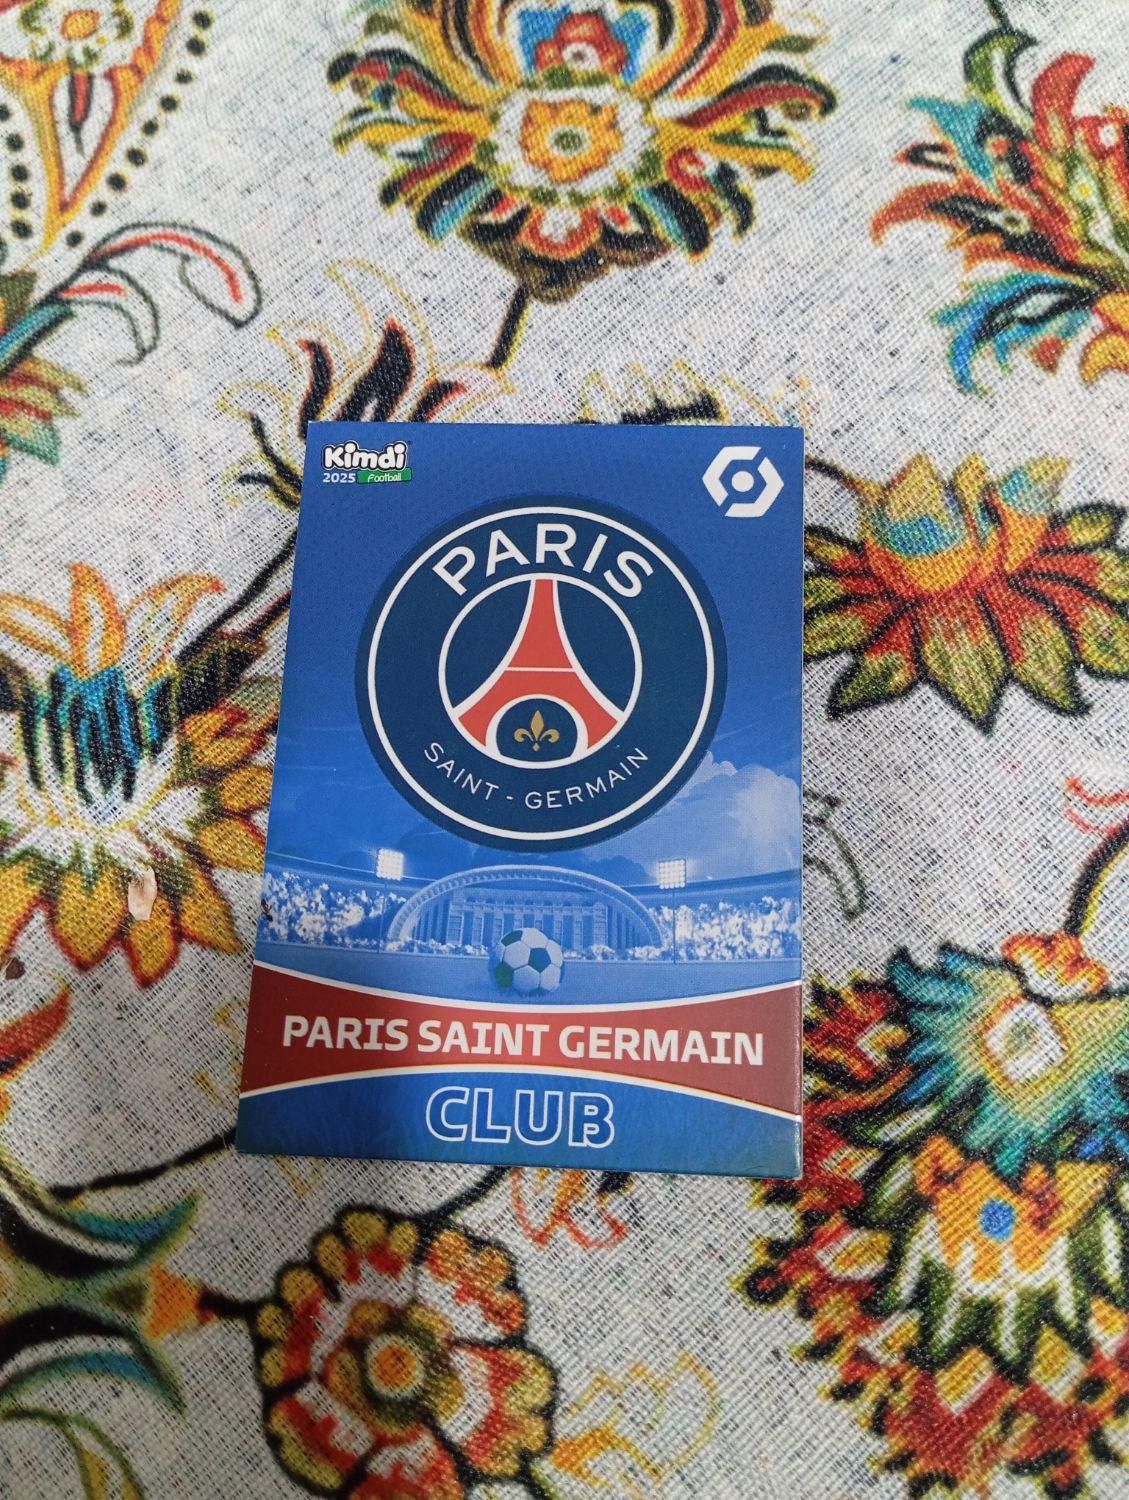 Kimdi
2025 Football
PARIS
SAINT - GERMAIN
PARIS SAINT GERMAIN
CLUB